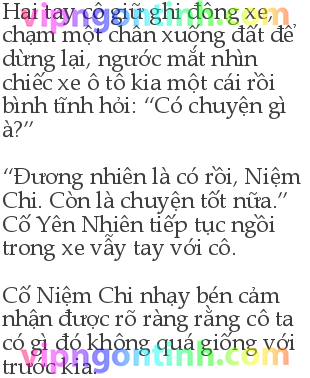 Hai tay cô giữ ghi đông xe,
chạm một chân xuống đất để
dừng lại, ngước mắt nhìn
chiếc xe ô tô kia một cái rồi
bình tĩnh hỏi: “Có chuyện gì
à?”
“Đương nhiên là có rồi, Niệm
Chi. Còn là chuyện tốt nữa.”
Cố Yên Nhiên tiếp tục ngồi
trong xe vẫy tay với cô.
Cố Niệm Chi nhạy bén cảm
nhận được rõ ràng rằng cô ta
có gì đó không quá giống với
trước kia.
vipngontinh.com
vipngontinh.com